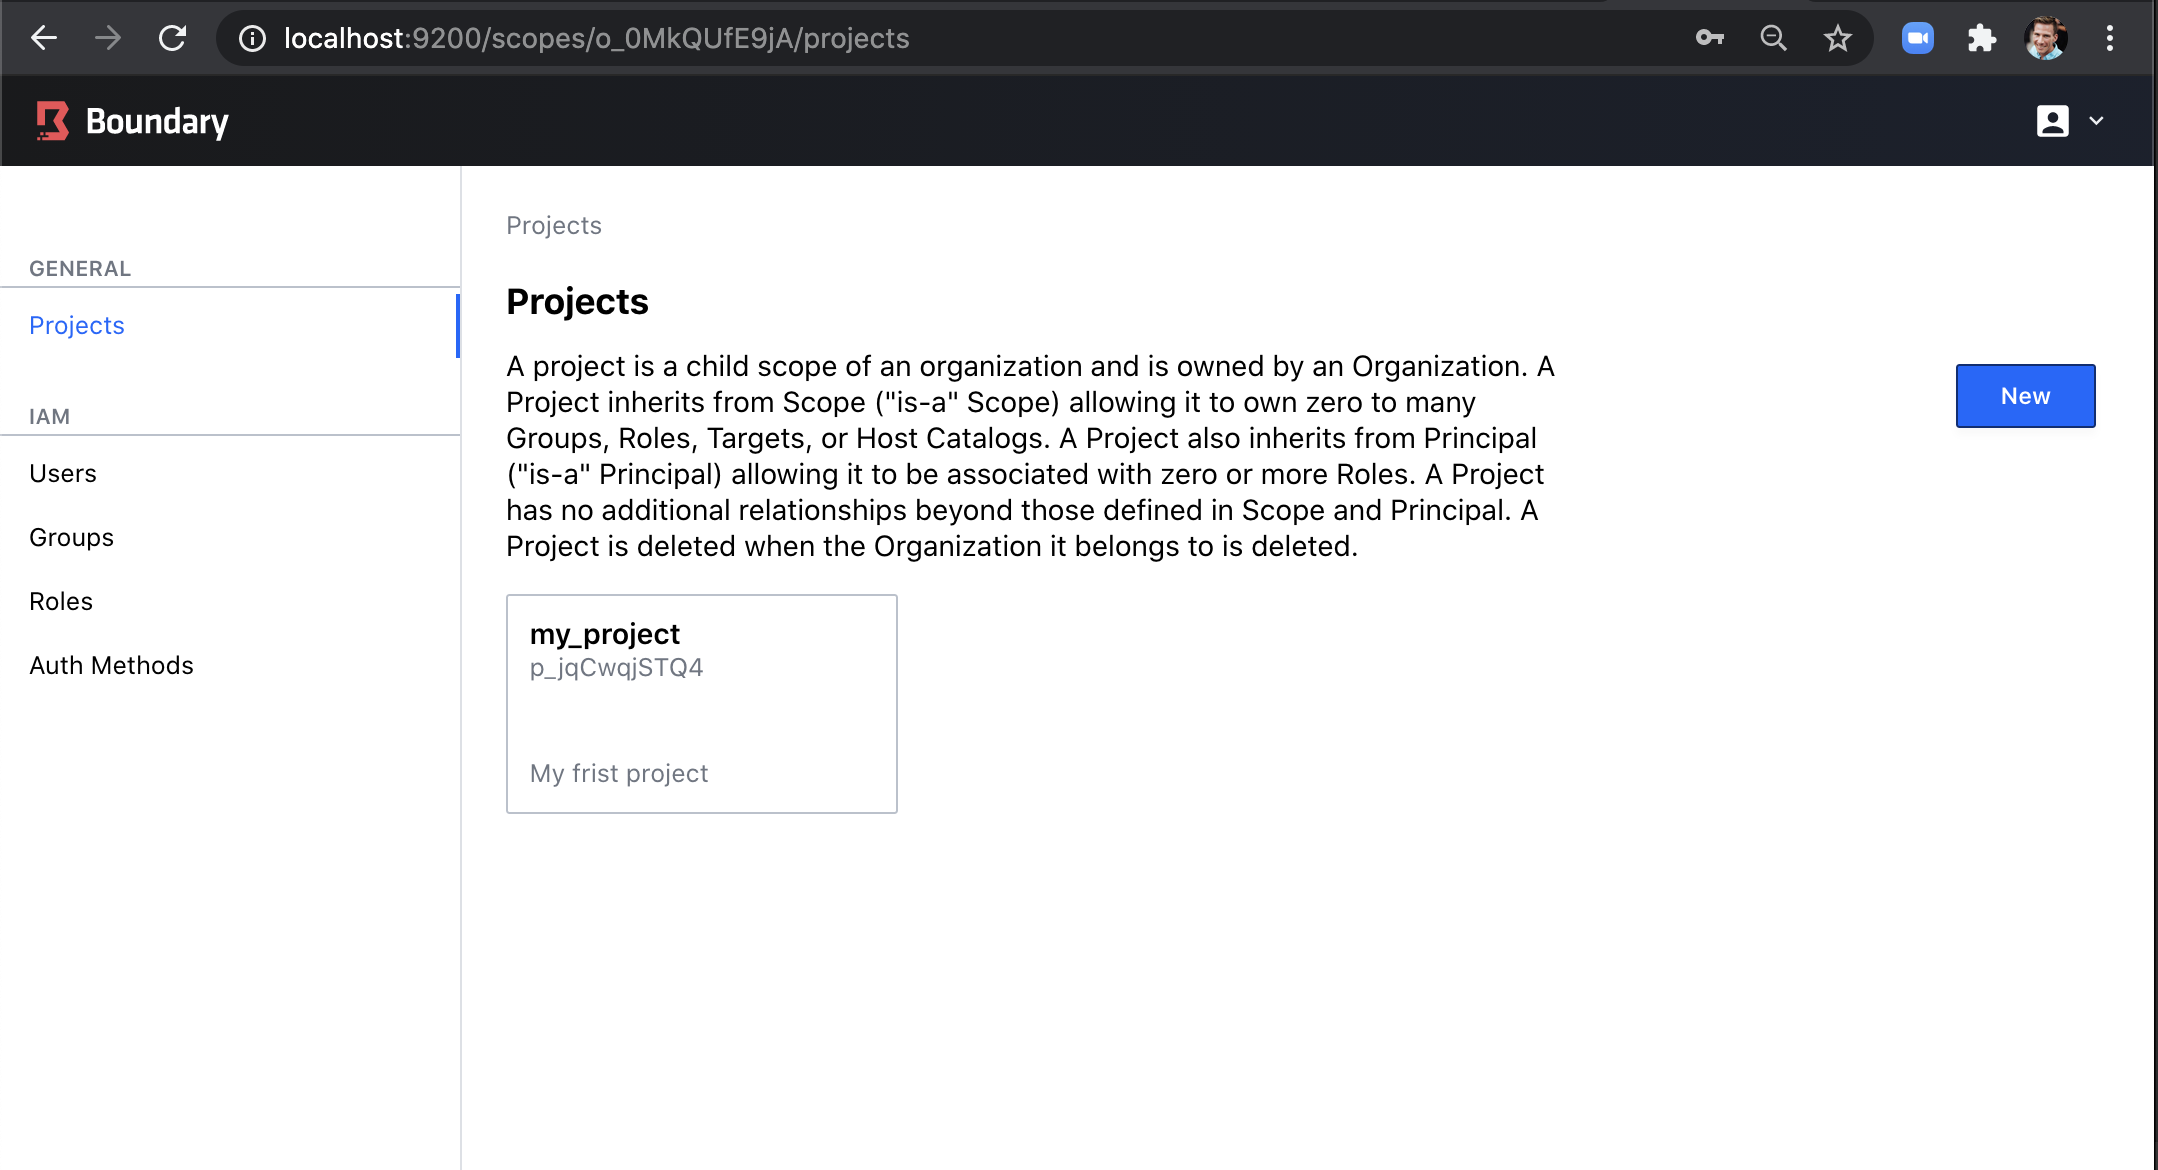 localhost:9200/scopes/o_0MkQUfE9jA/projects
Boundary
GENERAL
Projects
IAM
Users
Groups
Roles
Auth Methods
Projects
Projects
A project is a child scope of an organization and is owned by an Organization. A
Project inherits from Scope ("is-a" Scope) allowing it to own zero to many
Groups, Roles, Targets, or Host Catalogs. A Project also inherits from Principal
("is-a" Principal) allowing it to be associated with zero or more Roles. A Project
has no additional relationships beyond those defined in Scope and Principal. A
Project is deleted when the Organization it belongs to is deleted.
New
my_project
p_jqCwqjSTQ4
My frist project